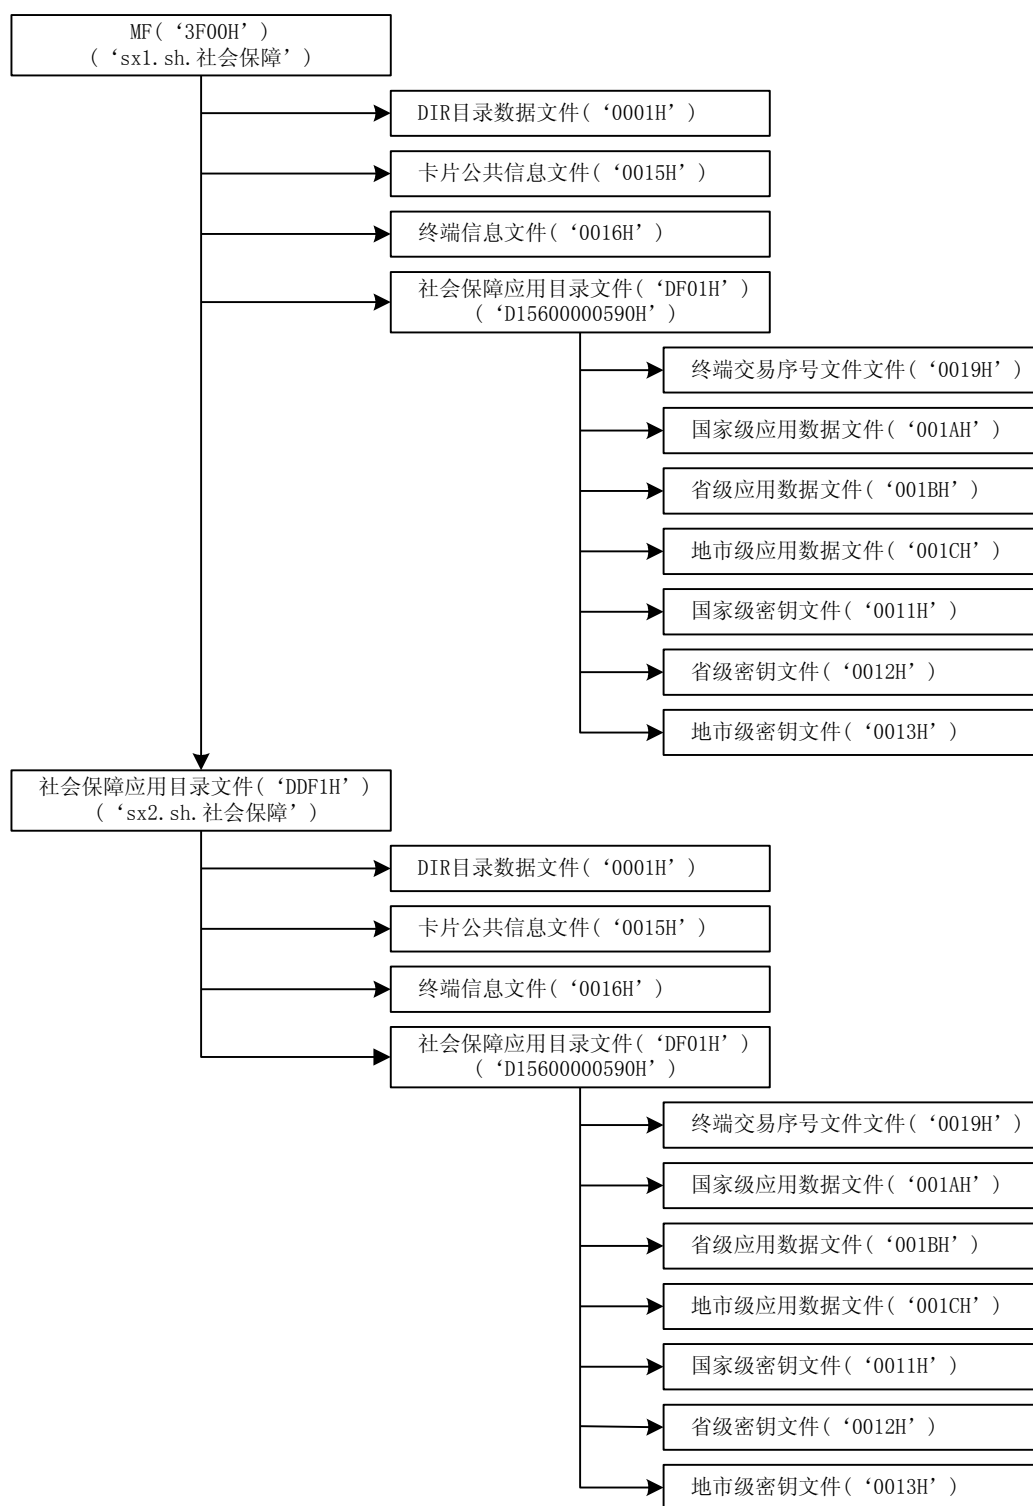 MF(‘3F00H’)
(‘sx1.sh.社会保障’)
DIR目录数据文件(‘0001H’)
卡片公共信息文件(‘0015H’)
终端信息文件(‘0016H’)
社会保障应用目录文件(‘DF01H’)
(‘D15600000590H’)
终端交易序号文件文件(‘0019H’)
国家级应用数据文件(‘001AH’)
省级应用数据文件(‘001BH’)
地市级应用数据文件(‘001CH’)
国家级密钥文件(‘0011H’)
省级密钥文件(‘0012H’)
地市级密钥文件(‘0013H’)
社会保障应用目录文件(‘DDF1H’)
(‘sx2.sh.社会保障’)
DIR目录数据文件(‘0001H’)
卡片公共信息文件(‘0015H’)
终端信息文件(‘0016H’)
社会保障应用目录文件(‘DF01H’)
(‘D15600000590H’)
终端交易序号文件文件(‘0019H’)
国家级应用数据文件(‘001AH’)
省级应用数据文件(‘001BH’)
地市级应用数据文件(‘001CH’)
国家级密钥文件(‘0011H’)
省级密钥文件(‘0012H’)
地市级密钥文件(‘0013H’)